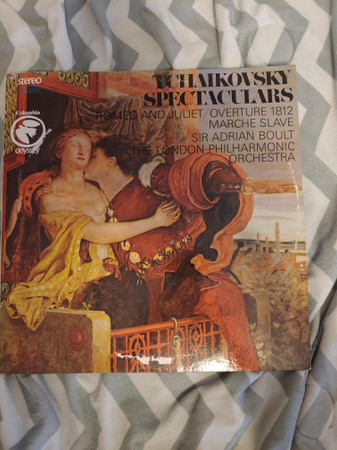 stereo
TCHAIKOVSKY
SPECTACULARS
ROMEO AND JULIET/OVERTURE 1812
MARCHE SLAVE
SIR ADRIAN BOULT
THE LONDON PHILHARMONIC
ORCHESTRA
Columbia
odyssey